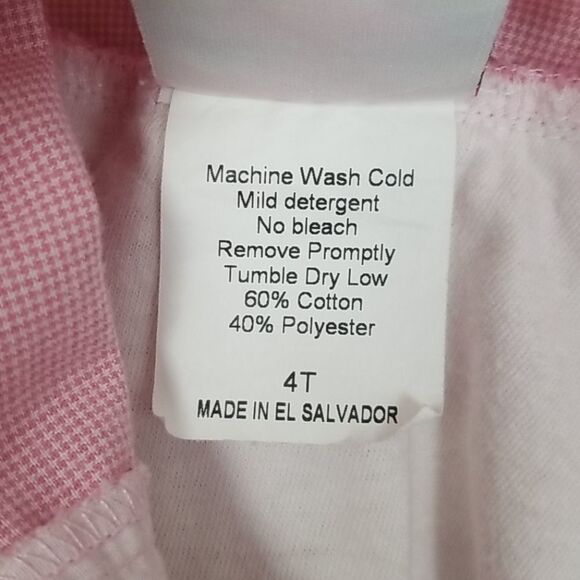 Machine Wash Cold
Mild detergent
No bleach
Remove Promptly
Tumble Dry Low
60% Cotton
40% Polyester
4T
MADE IN EL SALVADOR